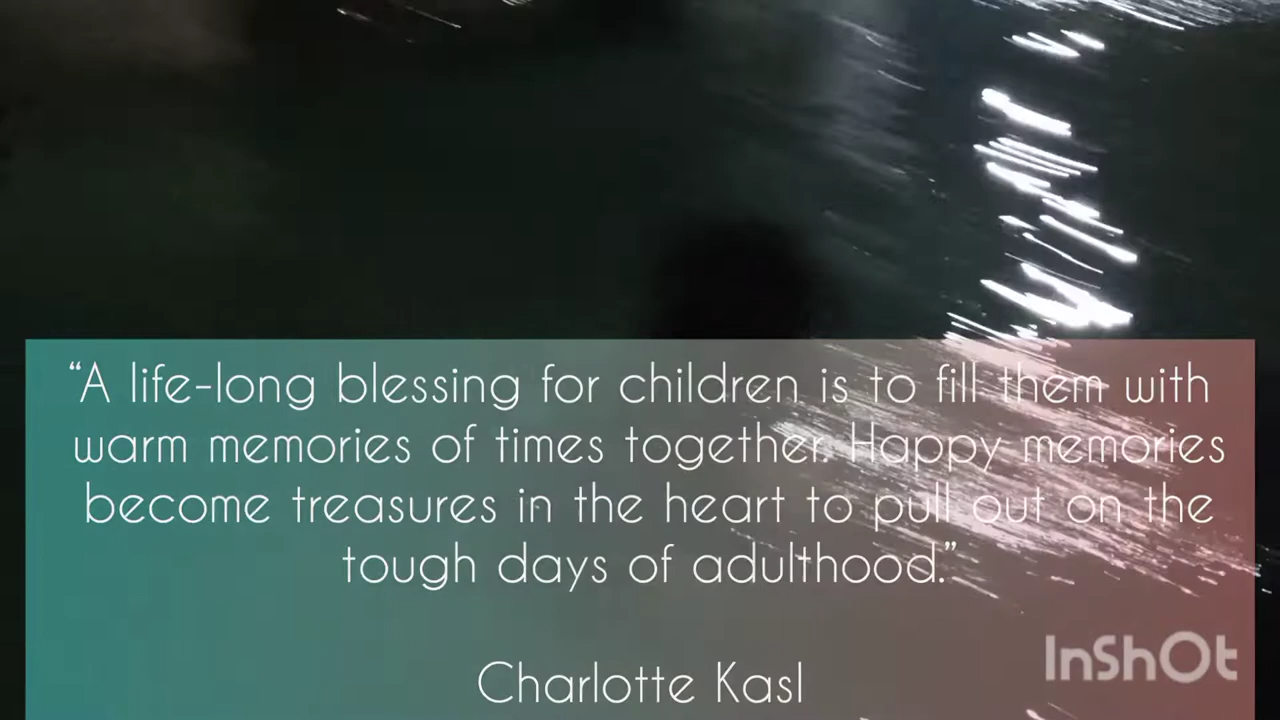 “A life-long blessing for children is to fill them with
warm memories of times together. Happy memories
become treasures in the heart to pull out on the
tough days of adulthood.”
Charlotte Kasl
InShOt